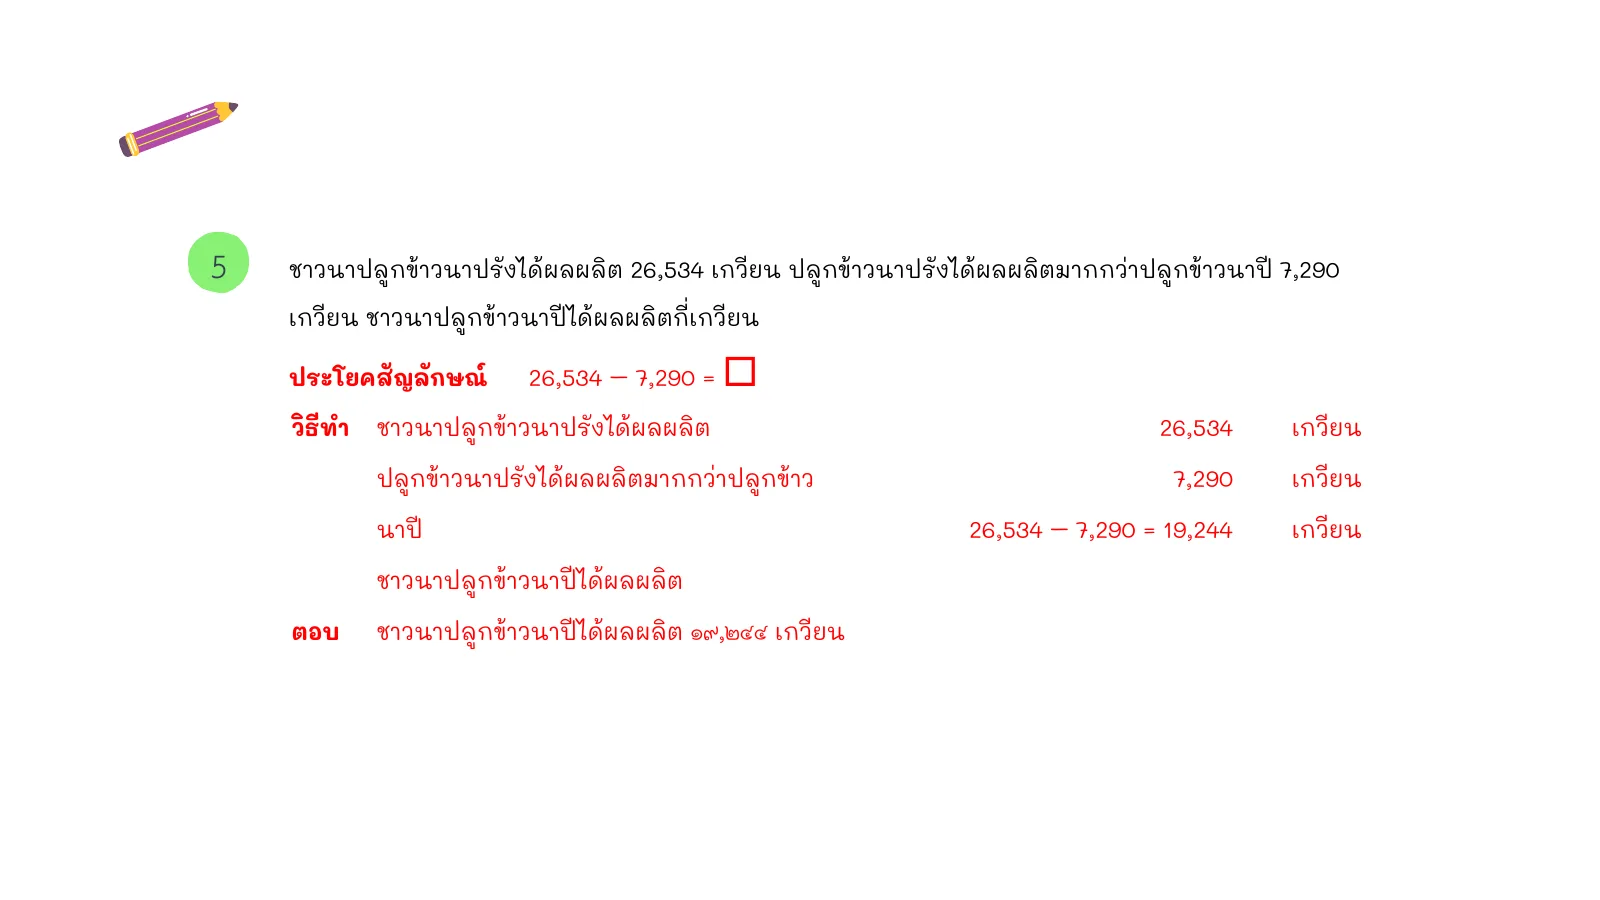 5 ชาวนาปลูกข้าวนาปรังได้ผลผลิต 26,534 เกวียน ปลูกข้าวนาปรังได้ผลผลิตมากกว่าปลูกข้าวนาปี 7,290
เกวียน ชาวนาปลูกข้าวนาปีได้ผลผลิตกี่เกวียน
ประโยคสัญลักษณ์ 26,534 – 7,290 = □
วิธีทำ ชาวนาปลูกข้าวนาปรังได้ผลผลิต 26,534 เกวียน
ปลูกข้าวนาปรังได้ผลผลิตมากกว่าปลูกข้าว 7,290 เกวียน
นาปี 26,534 – 7,290 = 19,244 เกวียน
ชาวนาปลูกข้าวนาปีได้ผลผลิต
ตอบ ชาวนาปลูกข้าวนาปีได้ผลผลิต ๑๙,๒๔๔ เกวียน